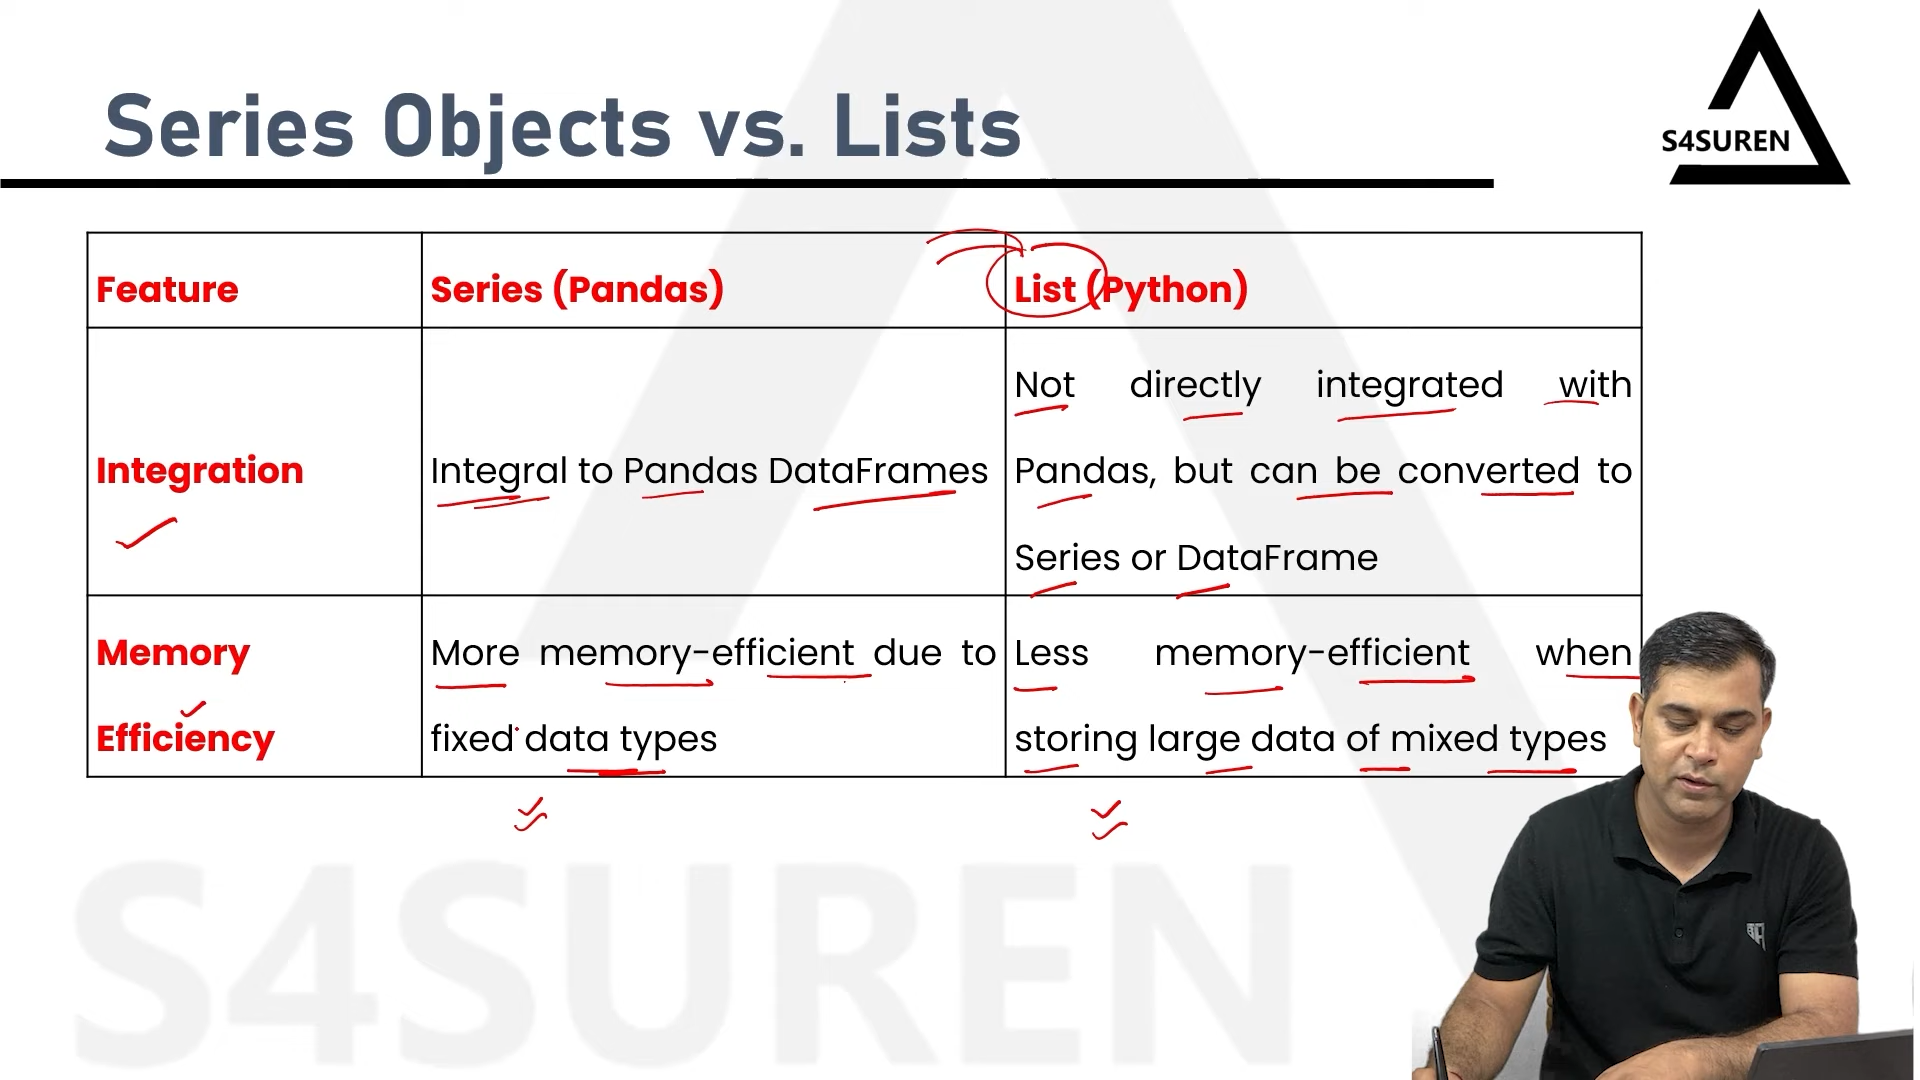 Series Objects vs. Lists
S4SUREN
Feature
Series (Pandas)
List (Python)
Integration
Integral to Pandas DataFrames
Not directly integrated with
Pandas, but can be converted to
Series or DataFrame
Memory
Efficiency
More memory-efficient due to
fixed data types
Less memory-efficient when
storing large data of mixed types
S4SUREN